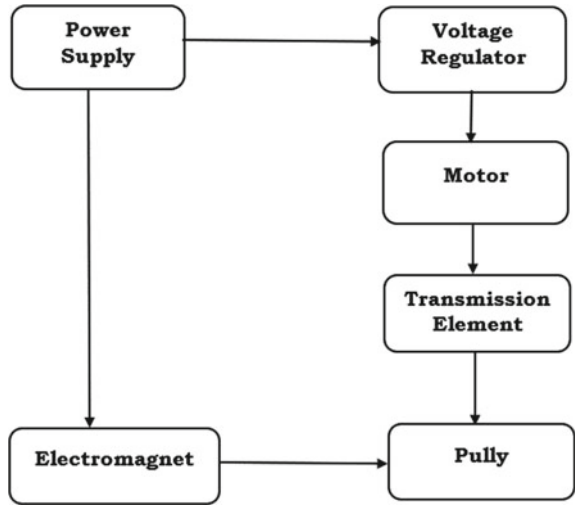 Power
Supply
Voltage
Regulator
Motor
Transmission
Element
Electromagnet
Pully